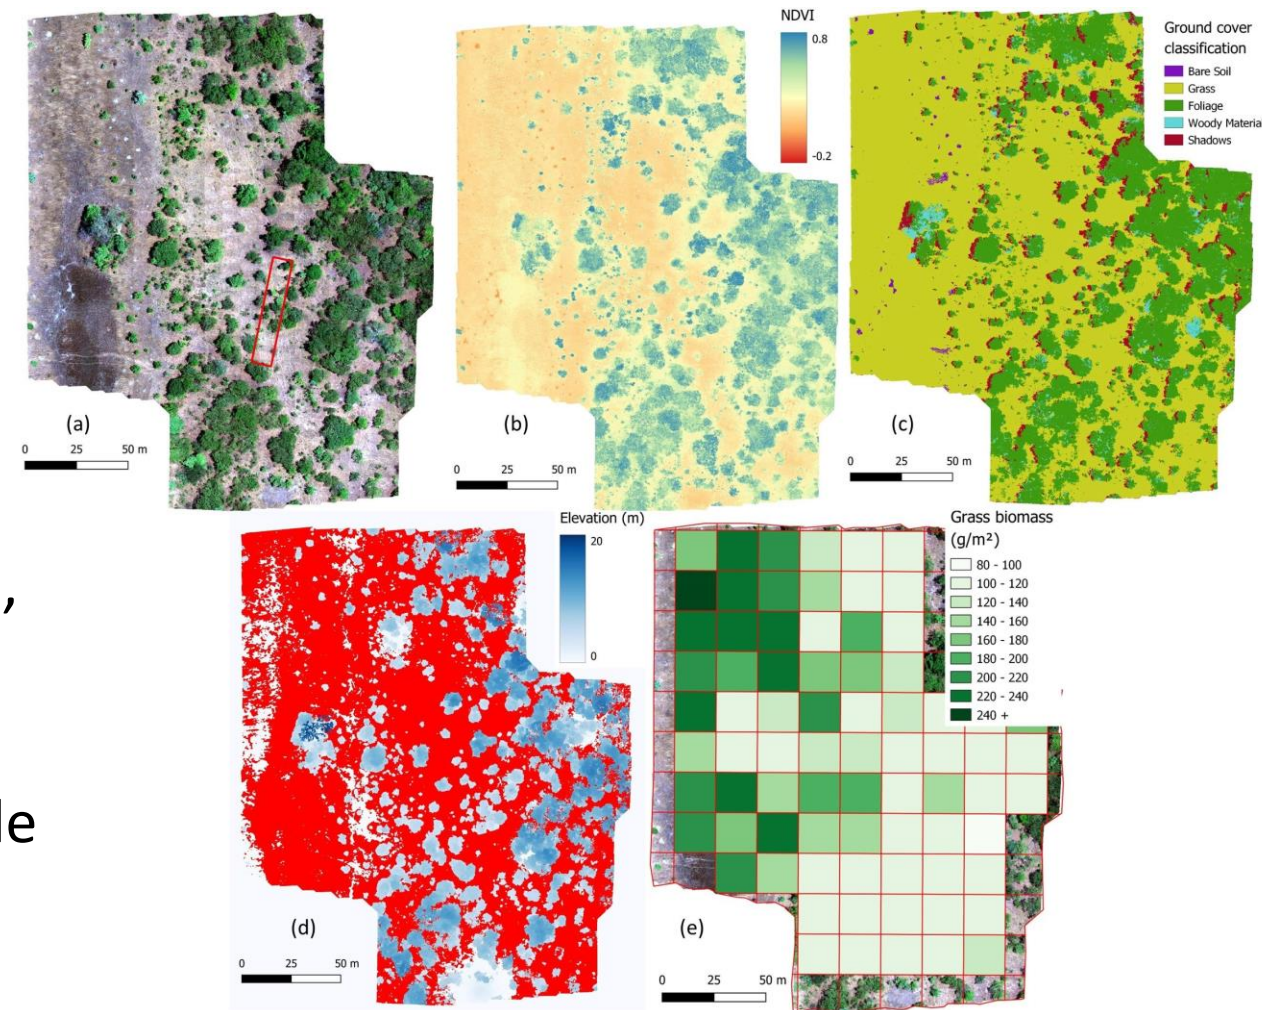 NDVI
0.8
-0.2
Ground cover
classification
Bare Soil
Grass
Foliage
Woody Materia
Shadows
(a)
0 25 50 m
(b)
0 25 50 m
(c)
0 25 50 m
,
le
Elevation (m)
20
0
(d)
0 25 50 m
Grass biomass
(g/m²)
80 - 100
100 - 120
120 - 140
140 - 160
160 - 180
180 - 200
200 - 220
220 - 240
240 +
(e)
0 25 50 m